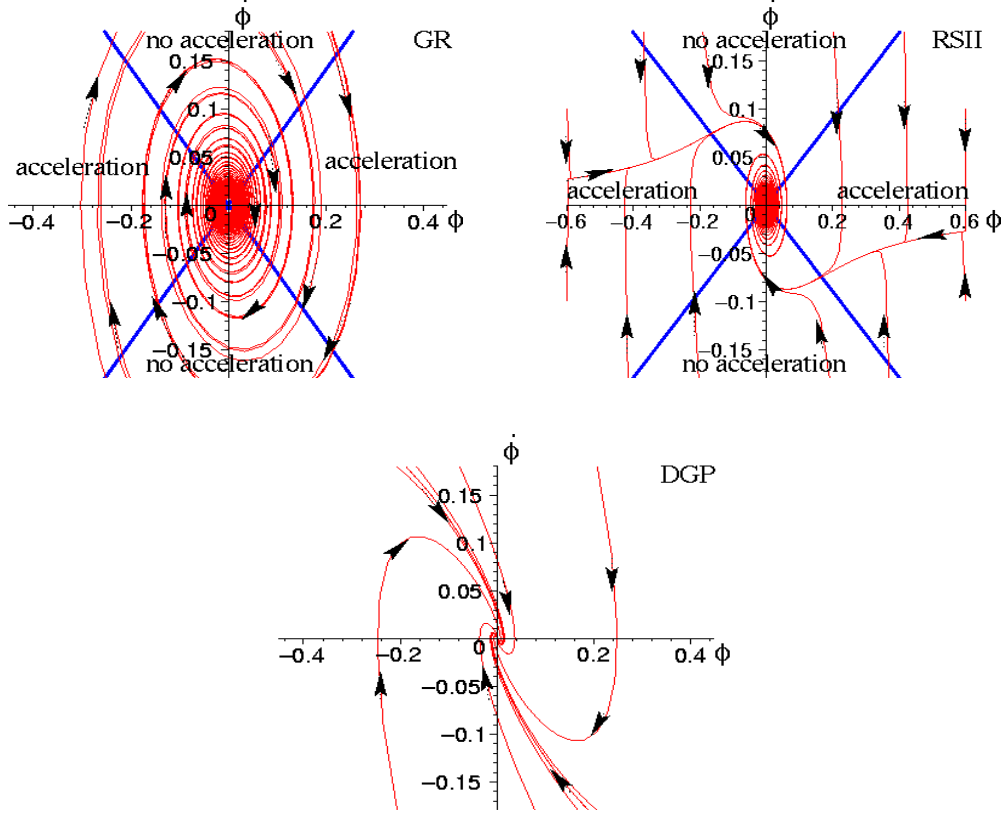 ϕ̇
no acceleration GR
0.15
0.1
acceleration 0.05 acceleration
−0.4 −0.2 0 0.2 0.4 ϕ
−0.05
−0.1
−0.15
no acceleration
ϕ̇
no acceleration RSII
0.15
0.1
0.05
acceleration acceleration
−0.6 −0.4 −0.2 0 0.2 0.4 0.6 ϕ
−0.05
−0.1
−0.15
no acceleration
ϕ̇
DGP
0.15
0.1
0.05
−0.4 −0.2 0 0.2 0.4 ϕ
−0.05
−0.1
−0.15